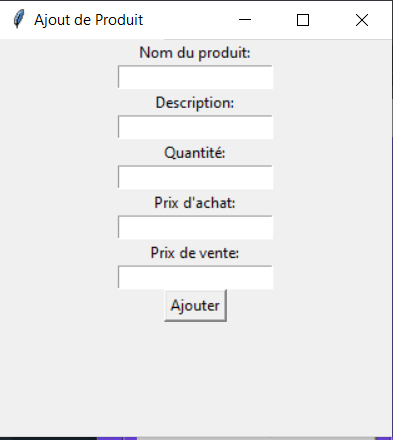 Ajout de Produit
Nom du produit:
Description:
Quantité:
Prix d'achat:
Prix de vente:
Ajouter